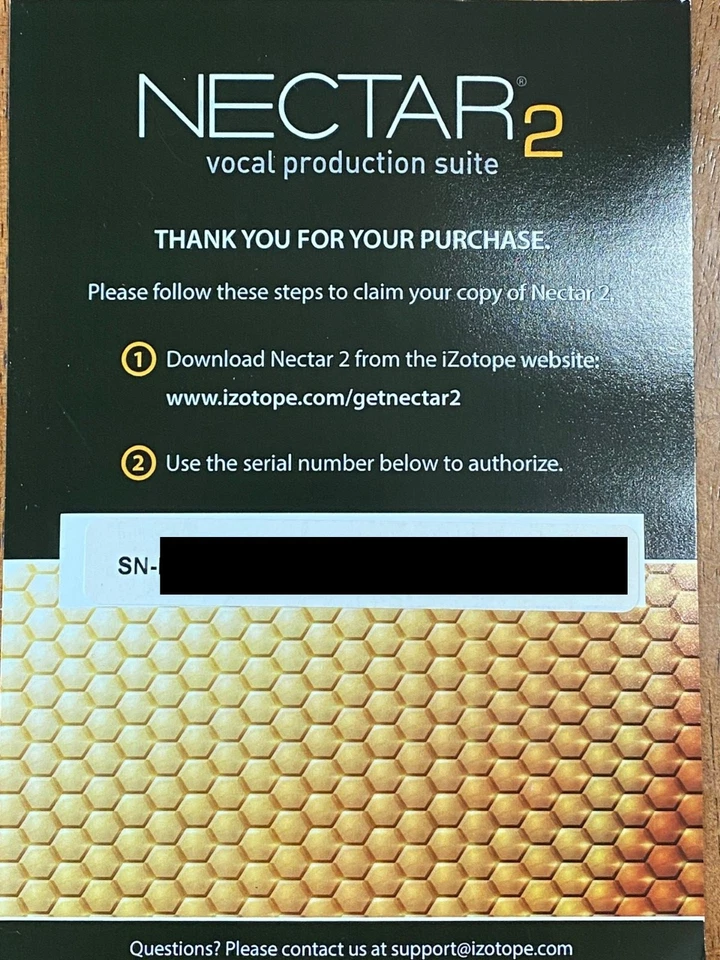 NECTAR® 2
vocal production suite
THANK YOU FOR YOUR PURCHASE.
Please follow these steps to claim your copy of Nectar 2.
1 Download Nectar 2 from the iZotope website:
www.izotope.com/getnectar2
2 Use the serial number below to authorize.
SN-
Questions? Please contact us at support@izotope.com